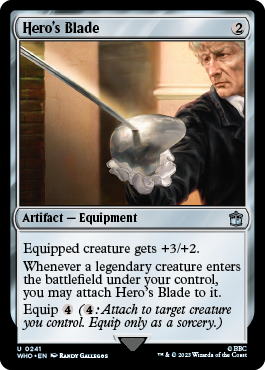 Hero's Blade 2
Artifact — Equipment
Equipped creature gets +3/+2.
Whenever a legendary creature enters
the battlefield under your control,
you may attach Hero's Blade to it.
Equip 4 (4: Attach to target creature
you control. Equip only as a sorcery.)
U 0241
WHO • EN Randy Gallegos
© BBC
™ & © 2023 Wizards of the Coast